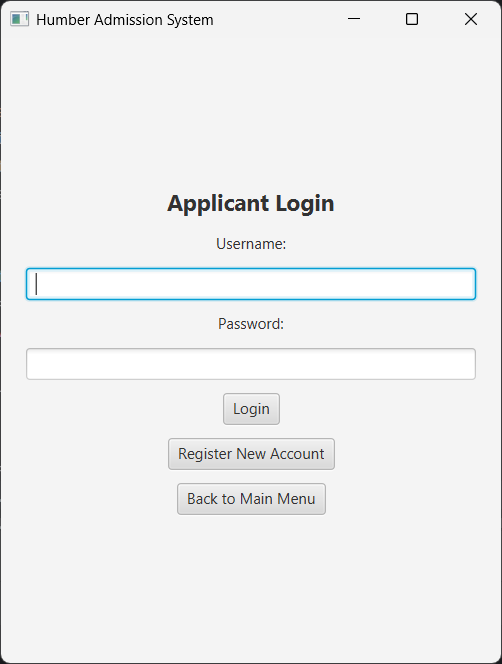 Humber Admission System
Applicant Login
Username:
Password:
Login
Register New Account
Back to Main Menu